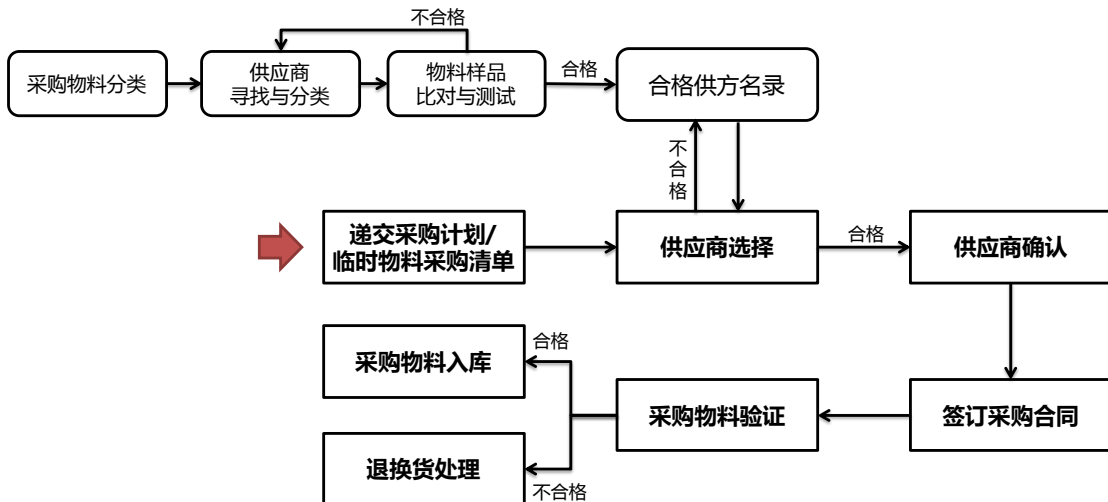 不合格
采购物料分类
供应商
寻找与分类
物料样品
比对与测试
合格
合格供方名录
不合格
递交采购计划/
临时物料采购清单
供应商选择
合格
供应商确认
合格
采购物料入库
采购物料验证
签订采购合同
退换货处理
不合格